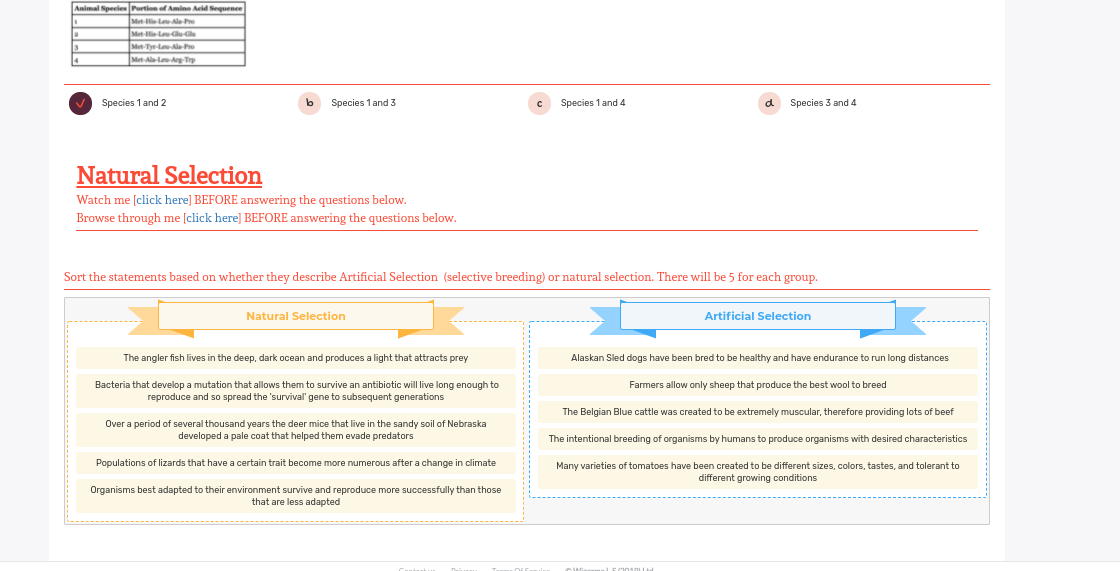 Animal Species Portion of Amino Acid Sequence
1 Met-His-Leu-Ala-Pro
2 Met-His-Leu-Glu-Glu
3 Met-Tyr-Leu-Ala-Pro
4 Met-Ala-Leu-Arg-Trp
Species 1 and 2
b Species 1 and 3
c Species 1 and 4
d Species 3 and 4
Natural Selection
Watch me [click here] BEFORE answering the questions below.
Browse through me [click here] BEFORE answering the questions below.
Sort the statements based on whether they describe Artificial Selection (selective breeding) or natural selection. There will be 5 for each group.
Natural Selection
The angler fish lives in the deep, dark ocean and produces a light that attracts prey
Bacteria that develop a mutation that allows them to survive an antibiotic will live long enough to
reproduce and so spread the 'survival' gene to subsequent generations
Over a period of several thousand years the deer mice that live in the sandy soil of Nebraska
developed a pale coat that helped them evade predators
Populations of lizards that have a certain trait become more numerous after a change in climate
Organisms best adapted to their environment survive and reproduce more successfully than those
that are less adapted
Artificial Selection
Alaskan Sled dogs have been bred to be healthy and have endurance to run long distances
Farmers allow only sheep that produce the best wool to breed
The Belgian Blue cattle was created to be extremely muscular, therefore providing lots of beef
The intentional breeding of organisms by humans to produce organisms with desired characteristics
Many varieties of tomatoes have been created to be different sizes, colors, tastes, and tolerant to
different growing conditions
Contact us Privacy Terms Of Service © Wizer.me L.S (2019) Ltd